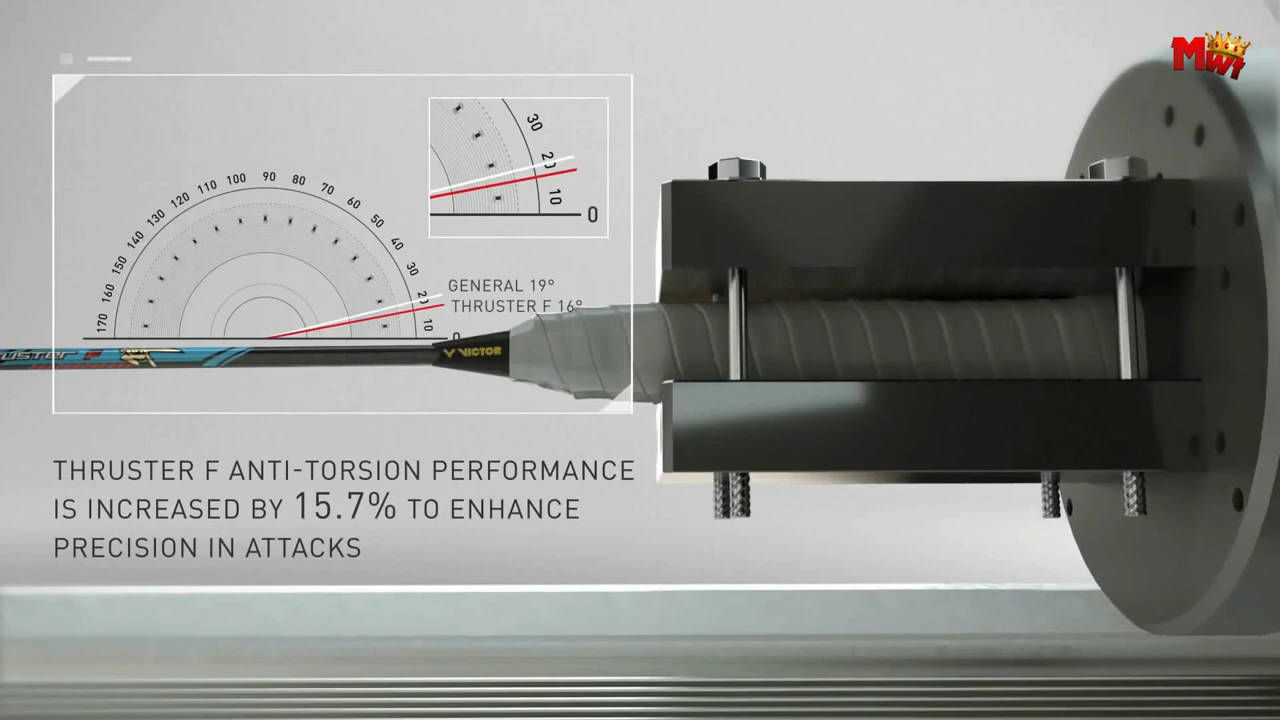 Mwt
30
20
10
0
170
160
150
140
130
120
110
100
90
80
70
60
50
40
30
20
10
0
GENERAL 19°
THRUSTER F 16°
USTER F
VICTOR
THRUSTER F ANTI-TORSION PERFORMANCE
IS INCREASED BY 15.7% TO ENHANCE
PRECISION IN ATTACKS